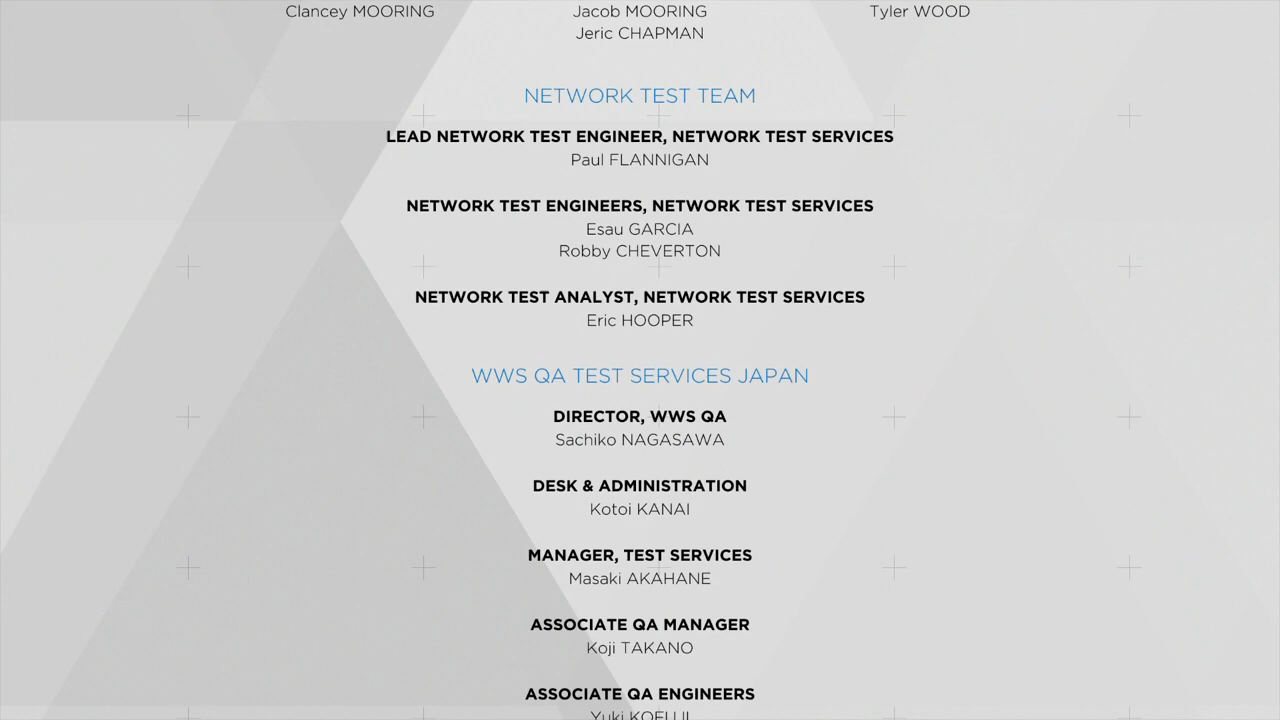 Clancey MOORING Jacob MOORING Tyler WOOD
Jeric CHAPMAN
NETWORK TEST TEAM
LEAD NETWORK TEST ENGINEER, NETWORK TEST SERVICES
Paul FLANNIGAN
NETWORK TEST ENGINEERS, NETWORK TEST SERVICES
Esau GARCIA
Robby CHEVERTON
NETWORK TEST ANALYST, NETWORK TEST SERVICES
Eric HOOPER
WWS QA TEST SERVICES JAPAN
DIRECTOR, WWS QA
Sachiko NAGASAWA
DESK & ADMINISTRATION
Kotoi KANAI
MANAGER, TEST SERVICES
Masaki AKAHANE
ASSOCIATE QA MANAGER
Koji TAKANO
ASSOCIATE QA ENGINEERS
Yuki